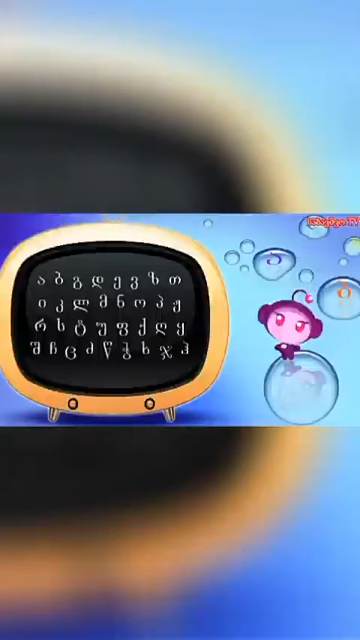 ა ბ გ დ ე ვ ზ თ
ი კ ლ მ ნ ო პ ჟ
რ ს ტ უ ფ ქ ღ ყ
შ ჩ ც ძ წ ჭ ხ ჯ ჰ